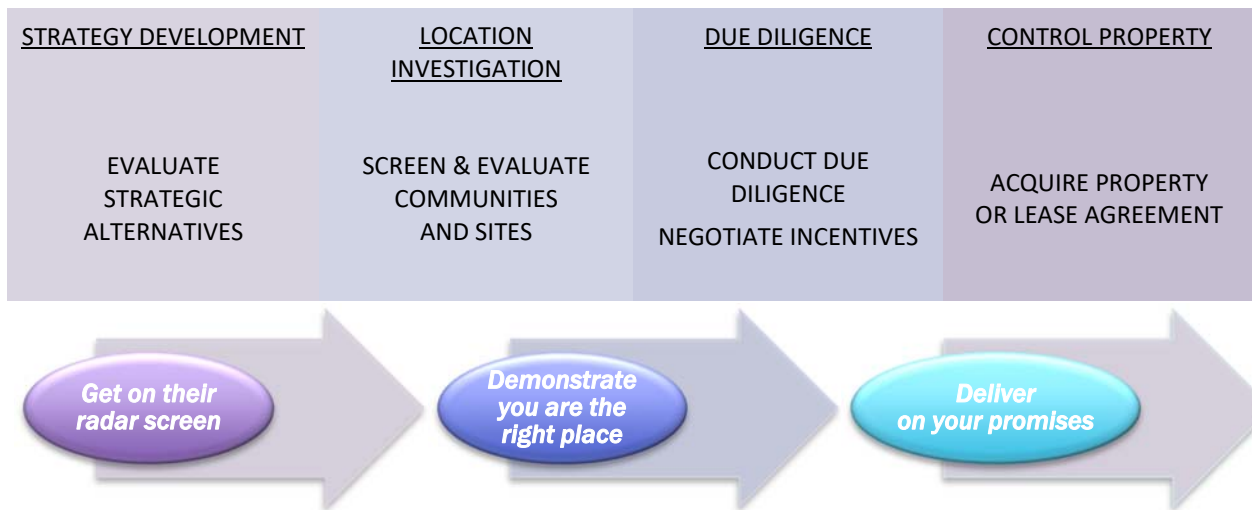 STRATEGY DEVELOPMENT
EVALUATE
STRATEGIC
ALTERNATIVES
LOCATION
INVESTIGATION
SCREEN & EVALUATE
COMMUNITIES
AND SITES
DUE DILIGENCE
CONDUCT DUE
DILIGENCE
NEGOTIATE INCENTIVES
CONTROL PROPERTY
ACQUIRE PROPERTY
OR LEASE AGREEMENT
Get on their
radar screen
Demonstrate
you are the
right place
Deliver
on your promises